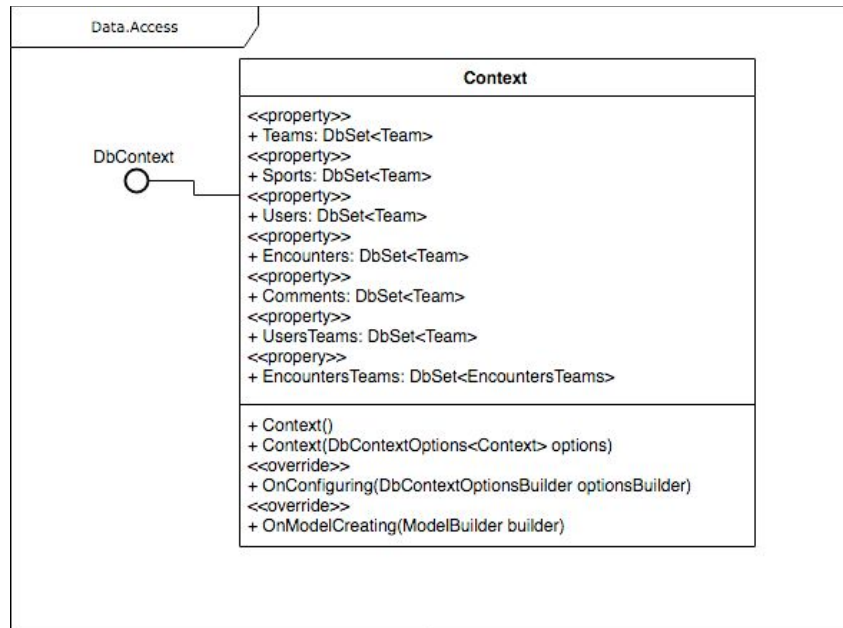 Data.Access
Context
DbContext
<<property>>
+ Teams: DbSet<Team>
<<property>>
+ Sports: DbSet<Team>
<<property>>
+ Users: DbSet<Team>
<<property>>
+ Encounters: DbSet<Team>
<<property>>
+ Comments: DbSet<Team>
<<property>>
+ UsersTeams: DbSet<Team>
<<propery>>
+ EncountersTeams: DbSet<EncountersTeams>
+ Context()
+ Context(DbContextOptions<Context> options)
<<override>>
+ OnConfiguring(DbContextOptionsBuilder optionsBuilder)
<<override>>
+ OnModelCreating(ModelBuilder builder)